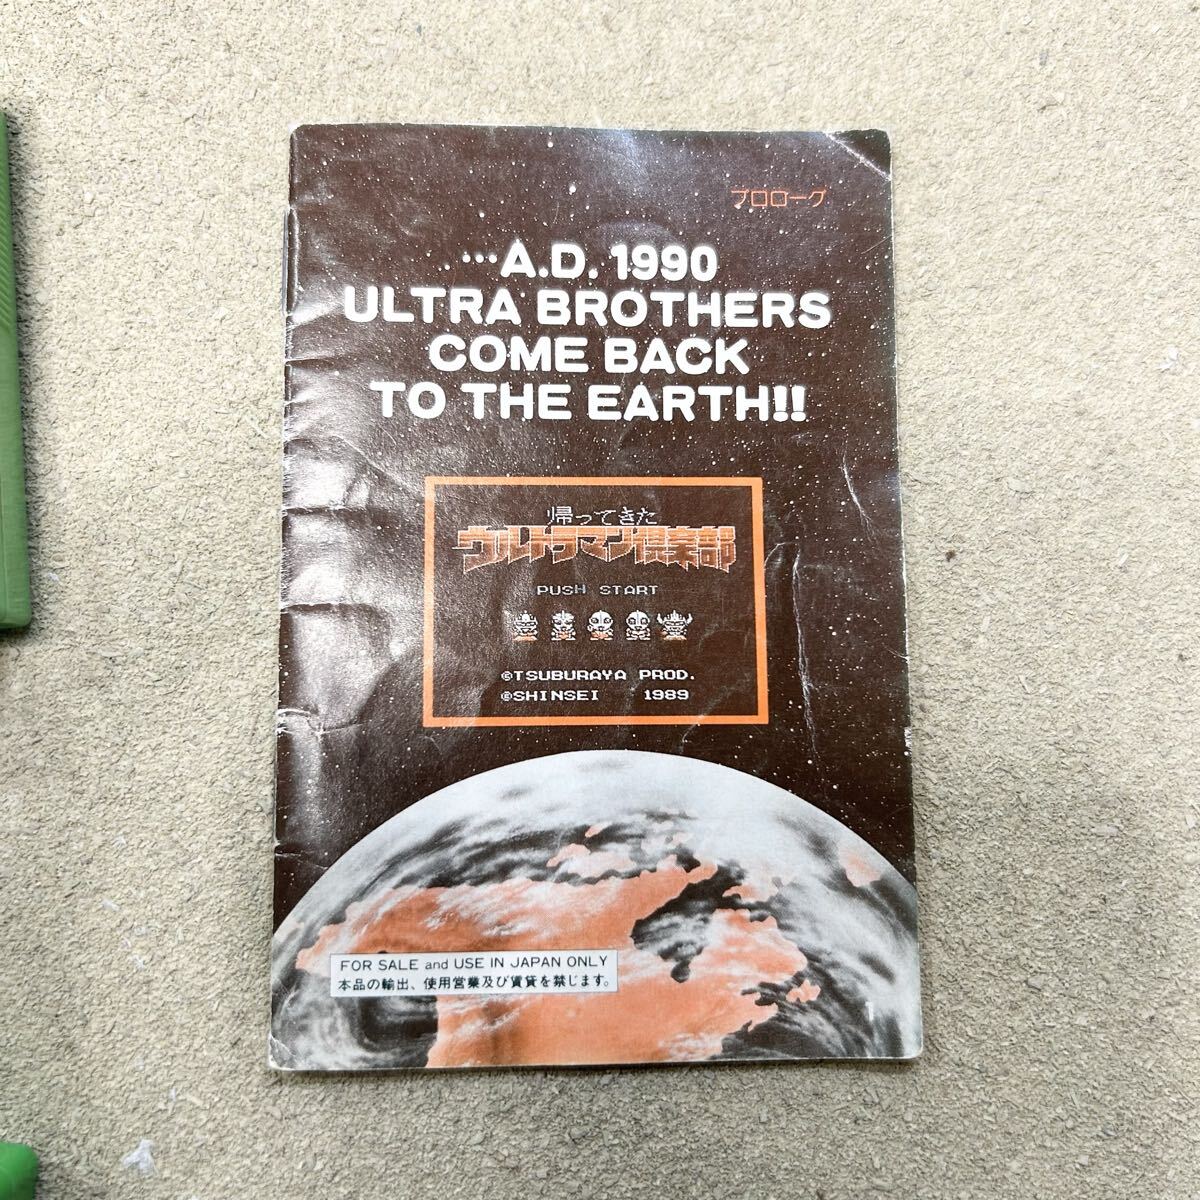 プロローグ
…A.D. 1990
ULTRA BROTHERS
COME BACK
TO THE EARTH!!
帰ってきた
ウルトラマン倶楽部
PUSH START
©TSUBURAYA PROD.
©SHINSEI 1989
FOR SALE and USE IN JAPAN ONLY
本品の輸出、使用営業及び賃貸を禁じます。
1